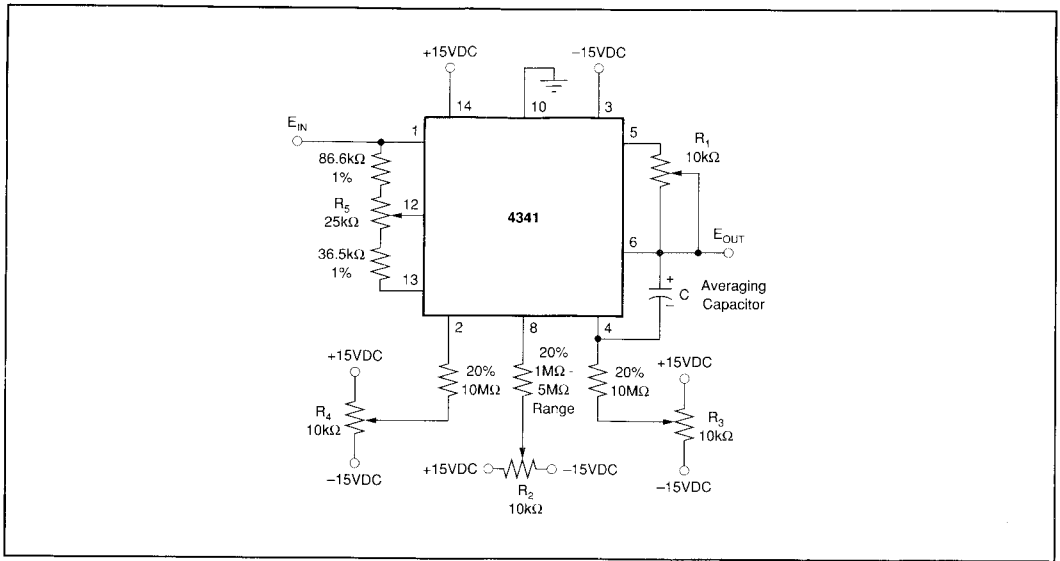 +15VDC
−15VDC
14
10
3
E_IN
1
5
R_1
10kΩ
86.6kΩ
1%
R_5
25kΩ
12
4341
6
E_OUT
36.5kΩ
1%
13
+
−
C
Averaging
Capacitor
2
8
4
+15VDC
20%
10MΩ
20%
1MΩ -
5MΩ
Range
20%
10MΩ
+15VDC
R_4
10kΩ
R_3
10kΩ
−15VDC
+15VDC
−15VDC
R_2
10kΩ
−15VDC